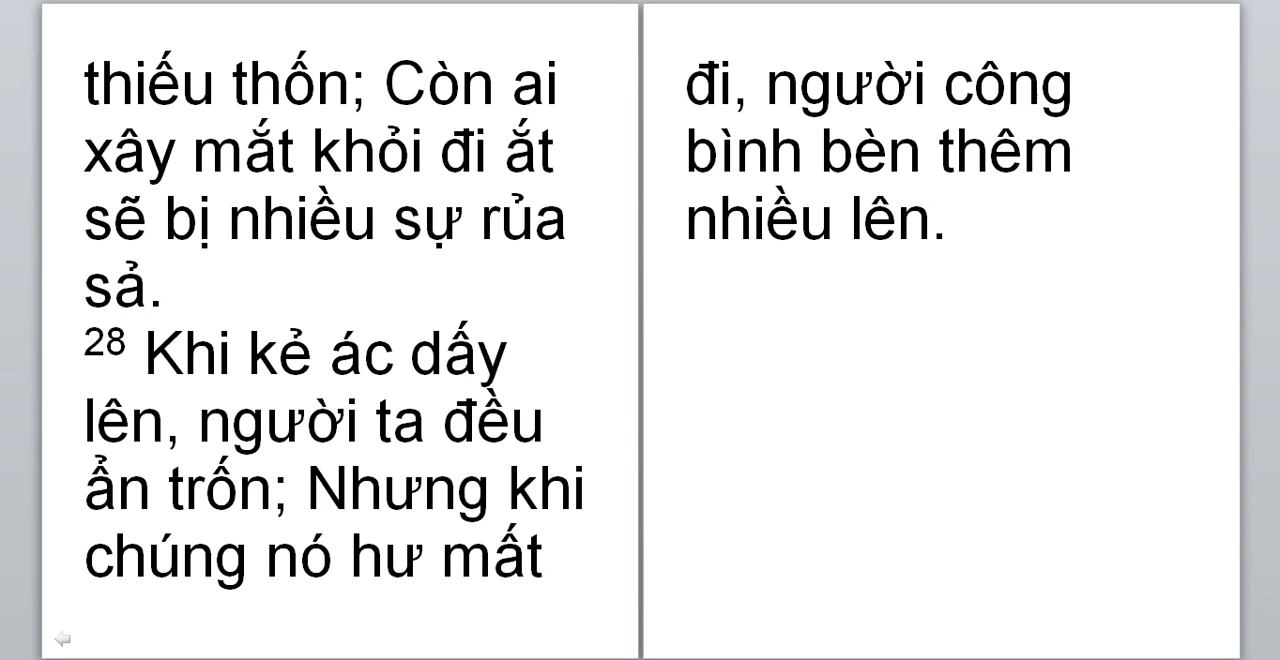 thiếu thốn; Còn ai
xây mắt khỏi đi ắt
sẽ bị nhiều sự rủa
sả.
28 Khi kẻ ác dấy
lên, người ta đều
ẩn trốn; Nhưng khi
chúng nó hư mất
đi, người công
bình bèn thêm
nhiều lên.